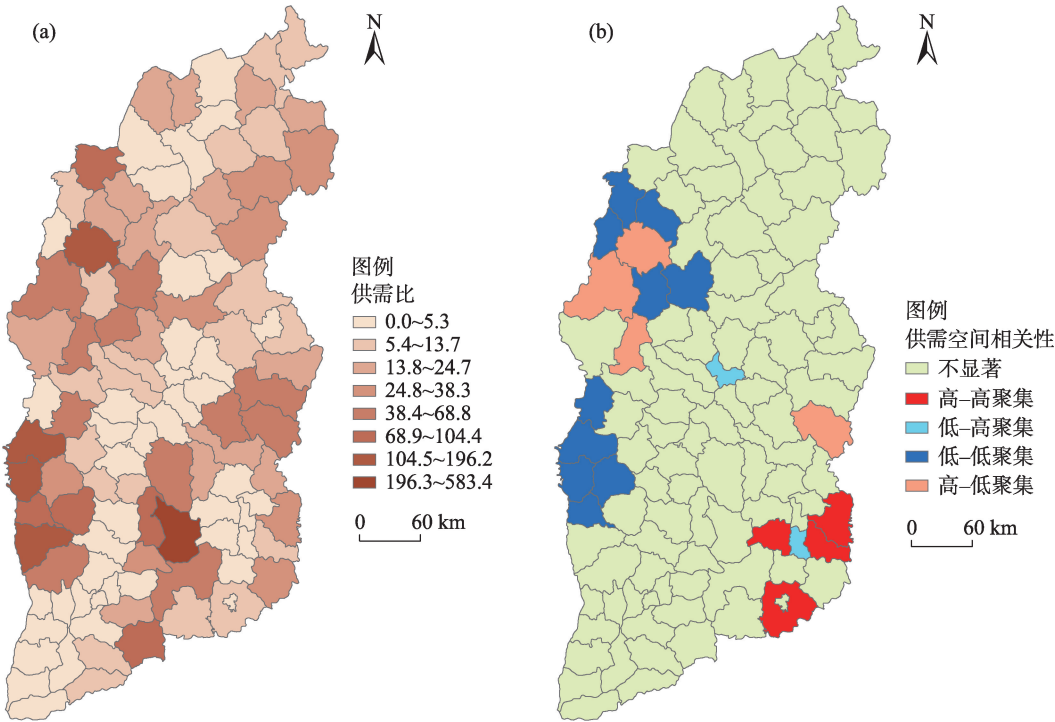 (a)
N
图例
供需比
0.0~5.3
5.4~13.7
13.8~24.7
24.8~38.3
38.4~68.8
68.9~104.4
104.5~196.2
196.3~583.4
0 60 km
(b)
N
图例
供需空间相关性
不显著
高–高聚集
低–高聚集
低–低聚集
高–低聚集
0 60 km